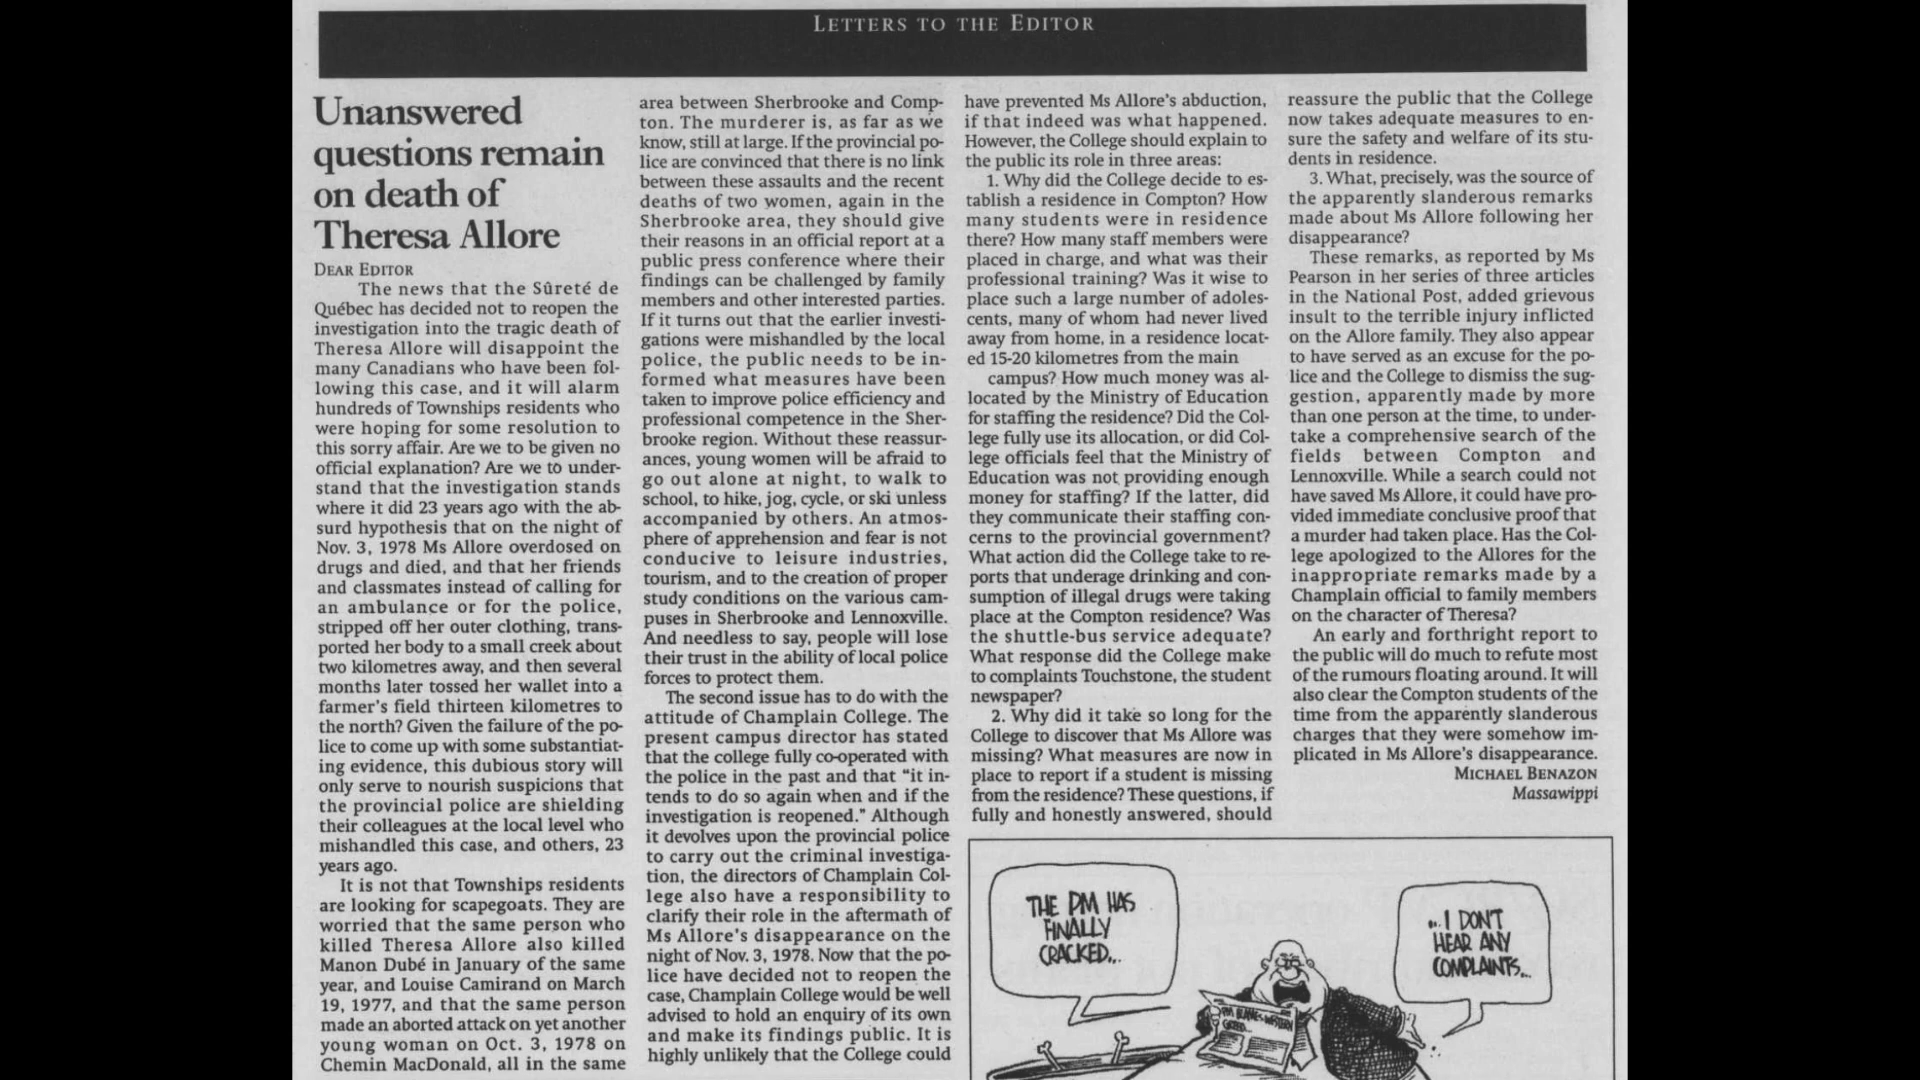 LETTERS TO THE EDITOR
Unanswered
questions remain
on death of
Theresa Allore
DEAR EDITOR
The news that the Sûreté de
Québec has decided not to reopen the
investigation into the tragic death of
Theresa Allore will disappoint the
many Canadians who have been fol-
lowing this case, and it will alarm
hundreds of Townships residents who
were hoping for some resolution to
this sorry affair. Are we to be given no
official explanation? Are we to under-
stand that the investigation stands
where it did 23 years ago with the ab-
surd hypothesis that on the night of
Nov. 3, 1978 Ms Allore overdosed on
drugs and died, and that her friends
and classmates instead of calling for
an ambulance or for the police,
stripped off her outer clothing, trans-
ported her body to a small creek about
two kilometres away, and then several
months later tossed her wallet into a
farmer's field thirteen kilometres to
the north? Given the failure of the po-
lice to come up with some substantiat-
ing evidence, this dubious story will
only serve to nourish suspicions that
the provincial police are shielding
their colleagues at the local level who
mishandled this case, and others, 23
years ago.
It is not that Townships residents
are looking for scapegoats. They are
worried that the same person who
killed Theresa Allore also killed
Manon Dubé in January of the same
year, and Louise Camirand on March
19, 1977, and that the same person
made an aborted attack on yet another
young woman on Oct. 3, 1978 on
Chemin MacDonald, all in the same
area between Sherbrooke and Comp-
ton. The murderer is, as far as we
know, still at large. If the provincial po-
lice are convinced that there is no link
between these assaults and the recent
deaths of two women, again in the
Sherbrooke area, they should give
their reasons in an official report at a
public press conference where their
findings can be challenged by family
members and other interested parties.
If it turns out that the earlier investi-
gations were mishandled by the local
police, the public needs to be in-
formed what measures have been
taken to improve police efficiency and
professional competence in the Sher-
brooke region. Without these reassur-
ances, young women will be afraid to
go out alone at night, to walk to
school, to hike, jog, cycle, or ski unless
accompanied by others. An atmos-
phere of apprehension and fear is not
conducive to leisure industries,
tourism, and to the creation of proper
study conditions on the various cam-
puses in Sherbrooke and Lennoxville.
And needless to say, people will lose
their trust in the ability of local police
forces to protect them.
The second issue has to do with the
attitude of Champlain College. The
present campus director has stated
that the college fully co-operated with
the police in the past and that "it in-
tends to do so again when and if the
investigation is reopened." Although
it devolves upon the provincial police
to carry out the criminal investiga-
tion, the directors of Champlain Col-
lege also have a responsibility to
clarify their role in the aftermath of
Ms Allore's disappearance on the
night of Nov. 3, 1978. Now that the po-
lice have decided not to reopen the
case, Champlain College would be well
advised to hold an enquiry of its own
and make its findings public. It is
highly unlikely that the College could
have prevented Ms Allore's abduction,
if that indeed was what happened.
However, the College should explain to
the public its role in three areas:
1. Why did the College decide to es-
tablish a residence in Compton? How
many students were in residence
there? How many staff members were
placed in charge, and what was their
professional training? Was it wise to
place such a large number of adoles-
cents, many of whom had never lived
away from home, in a residence locat-
ed 15-20 kilometres from the main
campus? How much money was al-
located by the Ministry of Education
for staffing the residence? Did the Col-
lege fully use its allocation, or did Col-
lege officials feel that the Ministry of
Education was not providing enough
money for staffing? If the latter, did
they communicate their staffing con-
cerns to the provincial government?
What action did the College take to re-
ports that underage drinking and con-
sumption of illegal drugs were taking
place at the Compton residence? Was
the shuttle-bus service adequate?
What response did the College make
to complaints Touchstone, the student
newspaper?
2. Why did it take so long for the
College to discover that Ms Allore was
missing? What measures are now in
place to report if a student is missing
from the residence? These questions, if
fully and honestly answered, should
reassure the public that the College
now takes adequate measures to en-
sure the safety and welfare of its stu-
dents in residence.
3. What, precisely, was the source of
the apparently slanderous remarks
made about Ms Allore following her
disappearance?
These remarks, as reported by Ms
Pearson in her series of three articles
in the National Post, added grievous
insult to the terrible injury inflicted
on the Allore family. They also appear
to have served as an excuse for the po-
lice and the College to dismiss the sug-
gestion, apparently made by more
than one person at the time, to under-
take a comprehensive search of the
fields between Compton and
Lennoxville. While a search could not
have saved Ms Allore, it could have pro-
vided immediate conclusive proof that
a murder had taken place. Has the Col-
lege apologized to the Allores for the
inappropriate remarks made by a
Champlain official to family members
on the character of Theresa?
An early and forthright report to
the public will do much to refute most
of the rumours floating around. It will
also clear the Compton students of the
time from the apparently slanderous
charges that they were somehow im-
plicated in Ms Allore's disappearance.
MICHAEL BENAZON
Massawippi
THE PM HAS
FINALLY
CRACKED...
...I DON'T
HEAR ANY
COMPLAINTS...
PM BLAMES WESTERN
GREED...